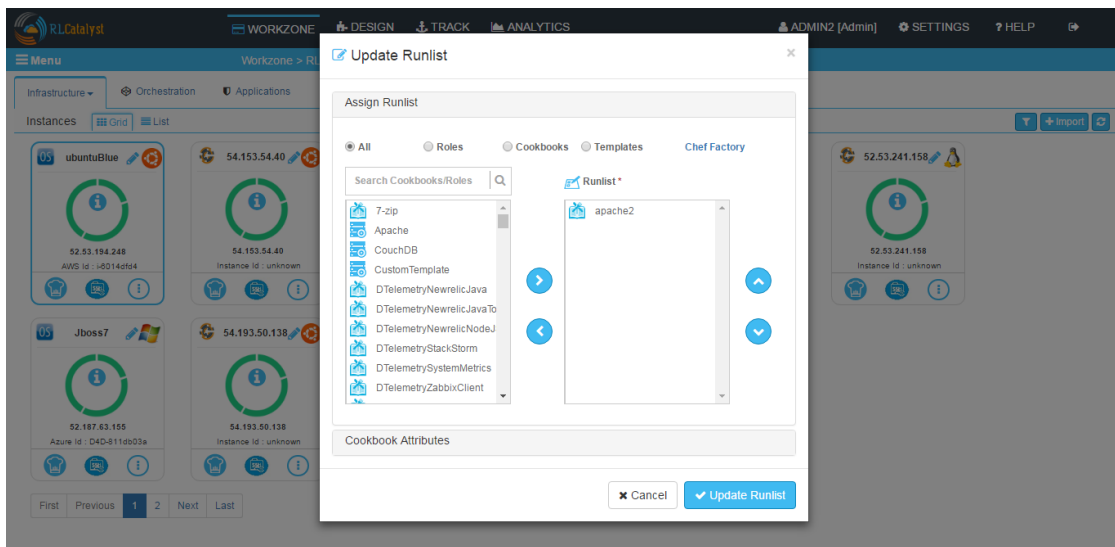 RLCatalyst WORKZONE DESIGN TRACK ANALYTICS ADMIN2 [Admin] SETTINGS ? HELP
Menu Workzone > RL
Update Runlist ×
Infrastructure Orchestration Applications
Instances Grid List + Import
Assign Runlist
All Roles Cookbooks Templates Chef Factory
Search Cookbooks/Roles
Runlist *
7-zip
Apache
CouchDB
CustomTemplate
DTelemetryNewrelicJava
DTelemetryNewrelicJavaTo
DTelemetryNewrelicNodeJ
DTelemetryStackStorm
DTelemetrySystemMetrics
DTelemetryZabbixClient
apache2
Cookbook Attributes
Cancel Update Runlist
OS ubuntuBlue
52.53.194.248
AWS Id : i-6014dfd4
54.153.54.40
54.153.54.40
Instance Id : unknown
52.53.241.158
52.53.241.158
Instance Id : unknown
OS Jboss7
52.187.63.155
Azure Id : D4D-811db03a
54.193.50.138
54.193.50.138
Instance Id : unknown
First Previous 1 2 Next Last